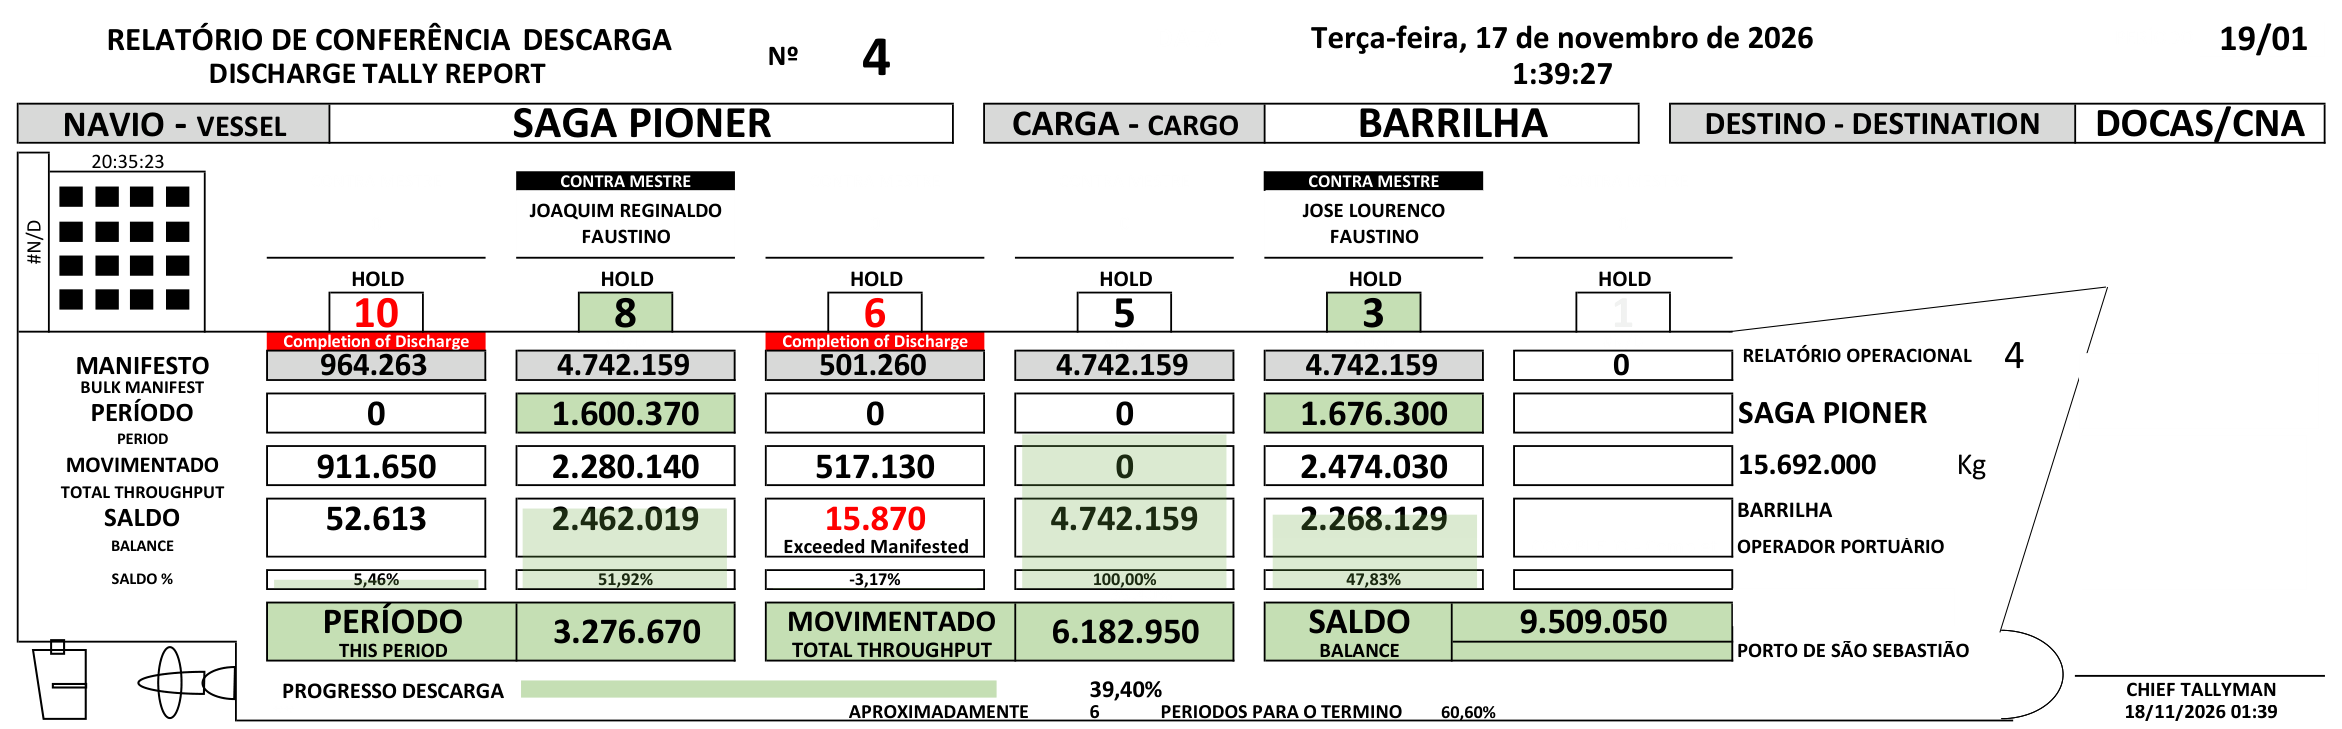 RELATÓRIO DE CONFERÊNCIA DESCARGA
DISCHARGE TALLY REPORT
Nº 4
Terça-feira, 17 de novembro de 2026
1:39:27
19/01
NAVIO - VESSEL SAGA PIONER CARGA - CARGO BARRILHA DESTINO - DESTINATION DOCAS/CNA
20:35:23
#N/D
CONTRA MESTRE CONTRA MESTRE
JOAQUIM REGINALDO JOSE LOURENCO
FAUSTINO FAUSTINO
HOLD HOLD HOLD HOLD HOLD HOLD
10 8 6 5 3 1
Completion of Discharge Completion of Discharge
MANIFESTO 964.263 4.742.159 501.260 4.742.159 4.742.159 0 RELATÓRIO OPERACIONAL 4
BULK MANIFEST
PERÍODO 0 1.600.370 0 0 1.676.300 SAGA PIONER
PERIOD
MOVIMENTADO 911.650 2.280.140 517.130 0 2.474.030 15.692.000 Kg
TOTAL THROUGHPUT
SALDO 52.613 2.462.019 15.870 4.742.159 2.268.129 BARRILHA
BALANCE Exceeded Manifested OPERADOR PORTUÀRIO
SALDO % 5,46% 51,92% -3,17% 100,00% 47,83%
PERÍODO 3.276.670 MOVIMENTADO 6.182.950 SALDO 9.509.050
THIS PERIOD TOTAL THROUGHPUT BALANCE PORTO DE SÃO SEBASTIÃO
PROGRESSO DESCARGA 39,40%
APROXIMADAMENTE 6 PERIODOS PARA O TERMINO 60,60%
CHIEF TALLYMAN
18/11/2026 01:39